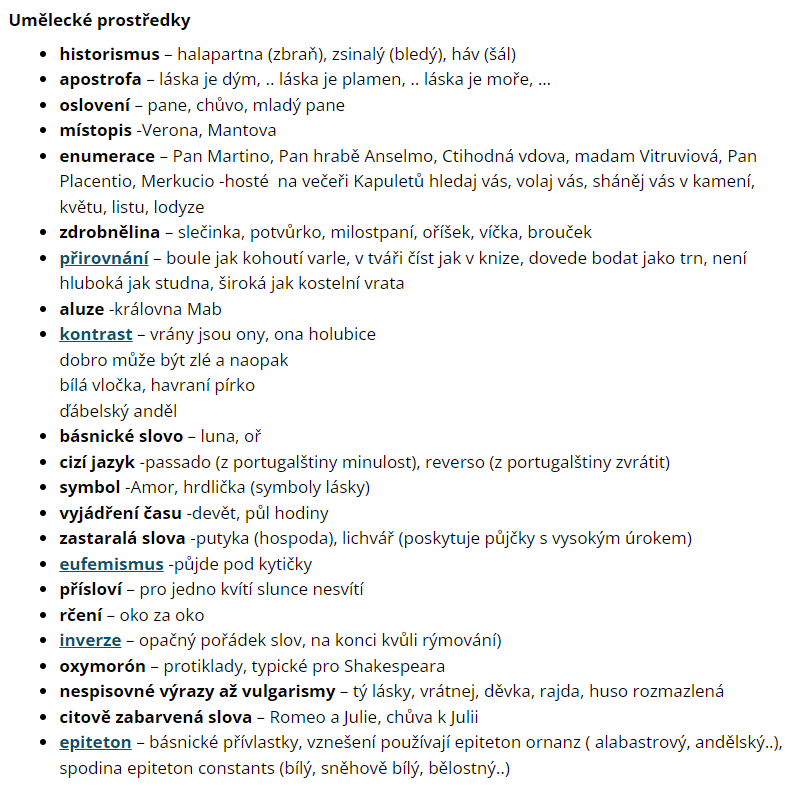 Umělecké prostředky
historismus – halapartna (zbraň), zsinalý (bledý), háv (šál)
apostrofa – láska je dým, .. láska je plamen, .. láska je moře, ...
oslovení – pane, chůvo, mladý pane
místopis -Verona, Mantova
enumerace – Pan Martino, Pan hrabě Anselmo, Ctihodná vdova, madam Vitruviová, Pan
Placentio, Merkucio -hosté  na večeři Kapuletů hledaj vás, volaj vás, sháněj vás v kamení,
květu, listu, lodyze
zdrobnělina – slečinka, potvůrko, milostpaní, oříšek, víčka, brouček
přirovnání – boule jak kohoutí varle, v tváři číst jak v knize, dovede bodat jako trn, není
hluboká jak studna, široká jak kostelní vrata
aluze -královna Mab
kontrast – vrány jsou ony, ona holubice
dobro může být zlé a naopak
bílá vločka, havraní pírko
ďábelský anděl
básnické slovo – luna, oř
cizí jazyk -passado (z portugalštiny minulost), reverso (z portugalštiny zvrátit)
symbol -Amor, hrdlička (symboly lásky)
vyjádření času -devět, půl hodiny
zastaralá slova -putyka (hospoda), lichvář (poskytuje půjčky s vysokým úrokem)
eufemismus -půjde pod kytičky
přísloví – pro jedno kvítí slunce nesvítí
rčení – oko za oko
inverze – opačný pořádek slov, na konci kvůli rýmování)
oxymorón – protiklady, typické pro Shakespeara
nespisovné výrazy až vulgarismy – tý lásky, vrátnej, děvka, rajda, huso rozmazlená
citově zabarvená slova – Romeo a Julie, chůva k Julii
epiteton – básnické přívlastky, vznešení používají epiteton ornanz ( alabastrový, andělský..),
spodina epiteton constants (bílý, sněhově bílý, bělostný..)